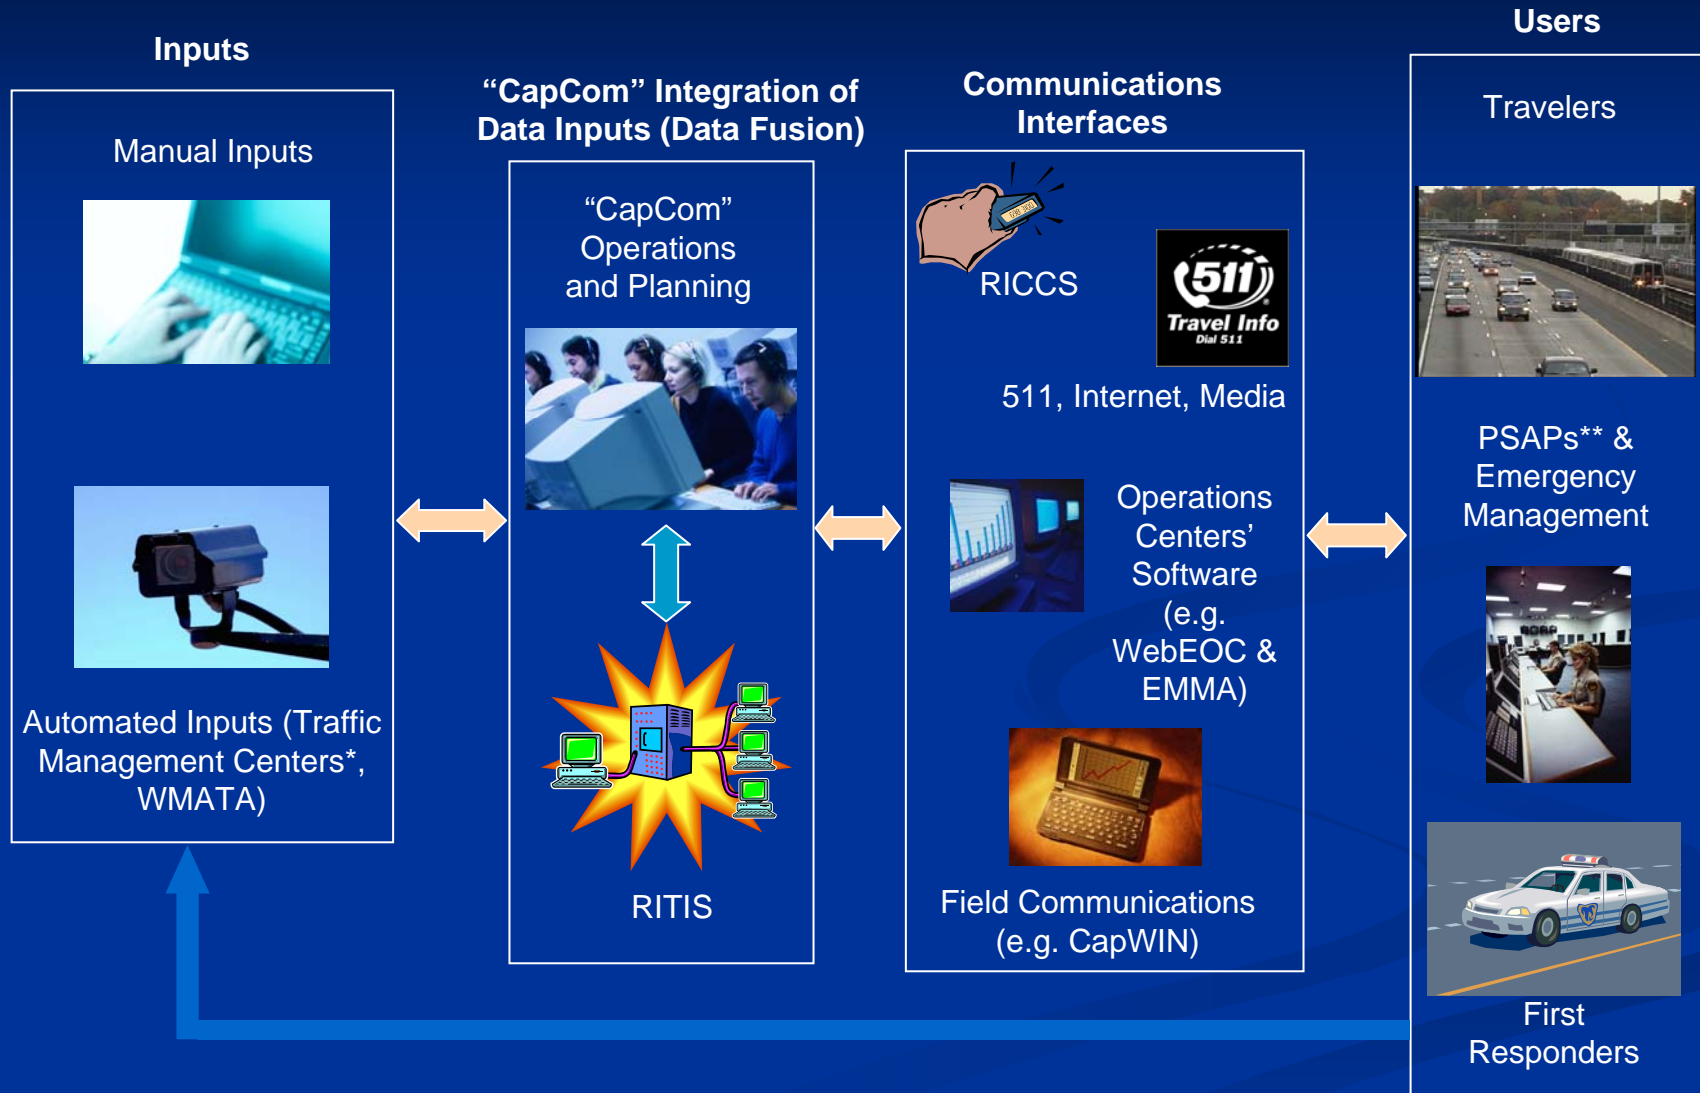 Inputs
Manual Inputs
Automated Inputs (Traffic
Management Centers*,
WMATA)
“CapCom” Integration of
Data Inputs (Data Fusion)
“CapCom”
Operations
and Planning
RITIS
Communications
Interfaces
RICCS
511
Travel Info
Dial 511
511, Internet, Media
Operations
Centers’
Software
(e.g.
WebEOC &
EMMA)
Field Communications
(e.g. CapWIN)
Users
Travelers
PSAPs** &
Emergency
Management
First
Responders